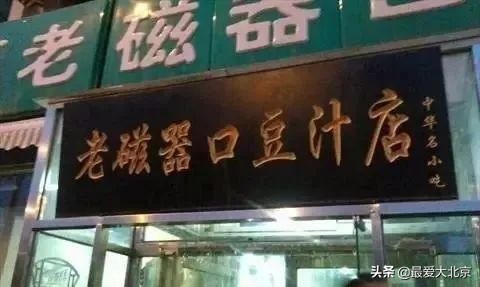 老磁器口
老磁器口豆汁店
中华名小吃
头条 @最爱大北京